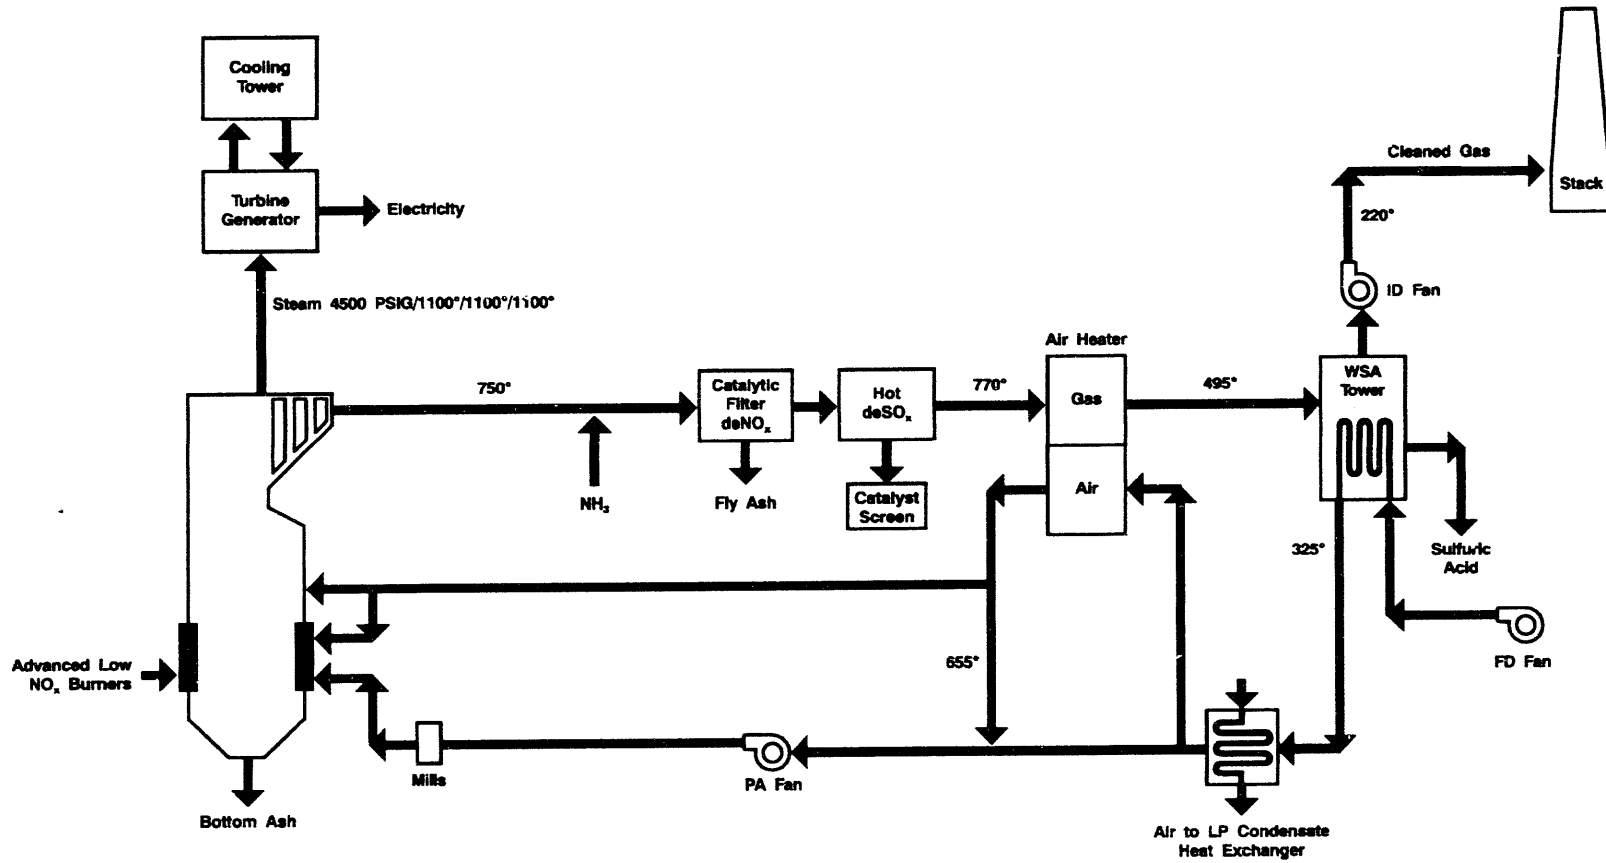 Cooling
Tower
Turbine
Generator
Electricity
Steam 4500 PSIG/1100°/1100°/1100°
Cleaned Gas
Stack
220°
ID Fan
Air Heater
750°
Catalytic
Filter
deNOₓ
Hot
deSOₓ
770°
Gas
495°
WSA
Tower
NH₃
Fly Ash
Catalyst
Screen
Air
325°
Sulfuric
Acid
Advanced Low
NOₓ Burners
655°
FD Fan
Mills
PA Fan
Bottom Ash
Air to LP Condensate
Heat Exchanger